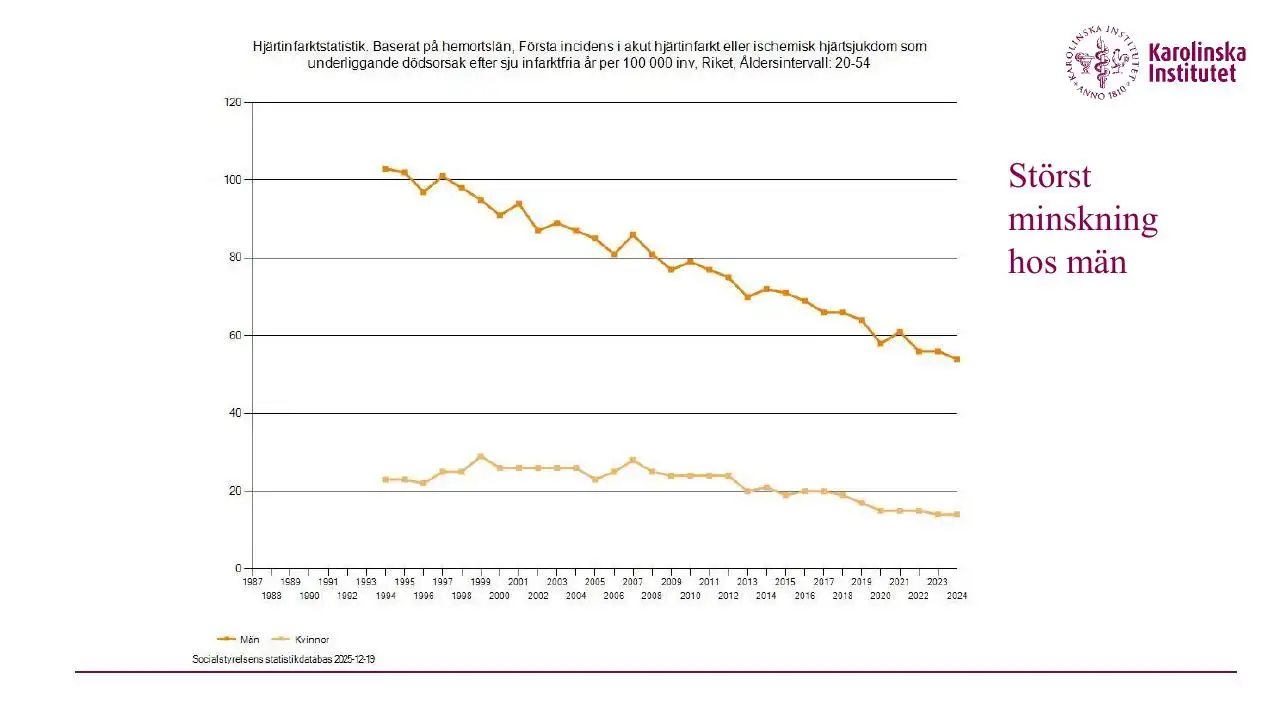 Hjärtinfarktstatistik. Baserat på hemortslän, Första incidens i akut hjärtinfarkt eller ischemisk hjärtsjukdom som
underliggande dödsorsak efter sju infarktfria år per 100 000 inv, Riket, Åldersintervall: 20-54
KAROLINSKA INSTITUTET
ANNO 1810
Karolinska
Institutet
Störst
minskning
hos män
120
100
80
60
40
20
0
1987 1989 1991 1993 1995 1997 1999 2001 2003 2005 2007 2009 2011 2013 2015 2017 2019 2021 2023
1988 1990 1992 1994 1996 1998 2000 2002 2004 2006 2008 2010 2012 2014 2016 2018 2020 2022 2024
Män Kvinnor
Socialstyrelsens statistikdatabas 2025-12-19